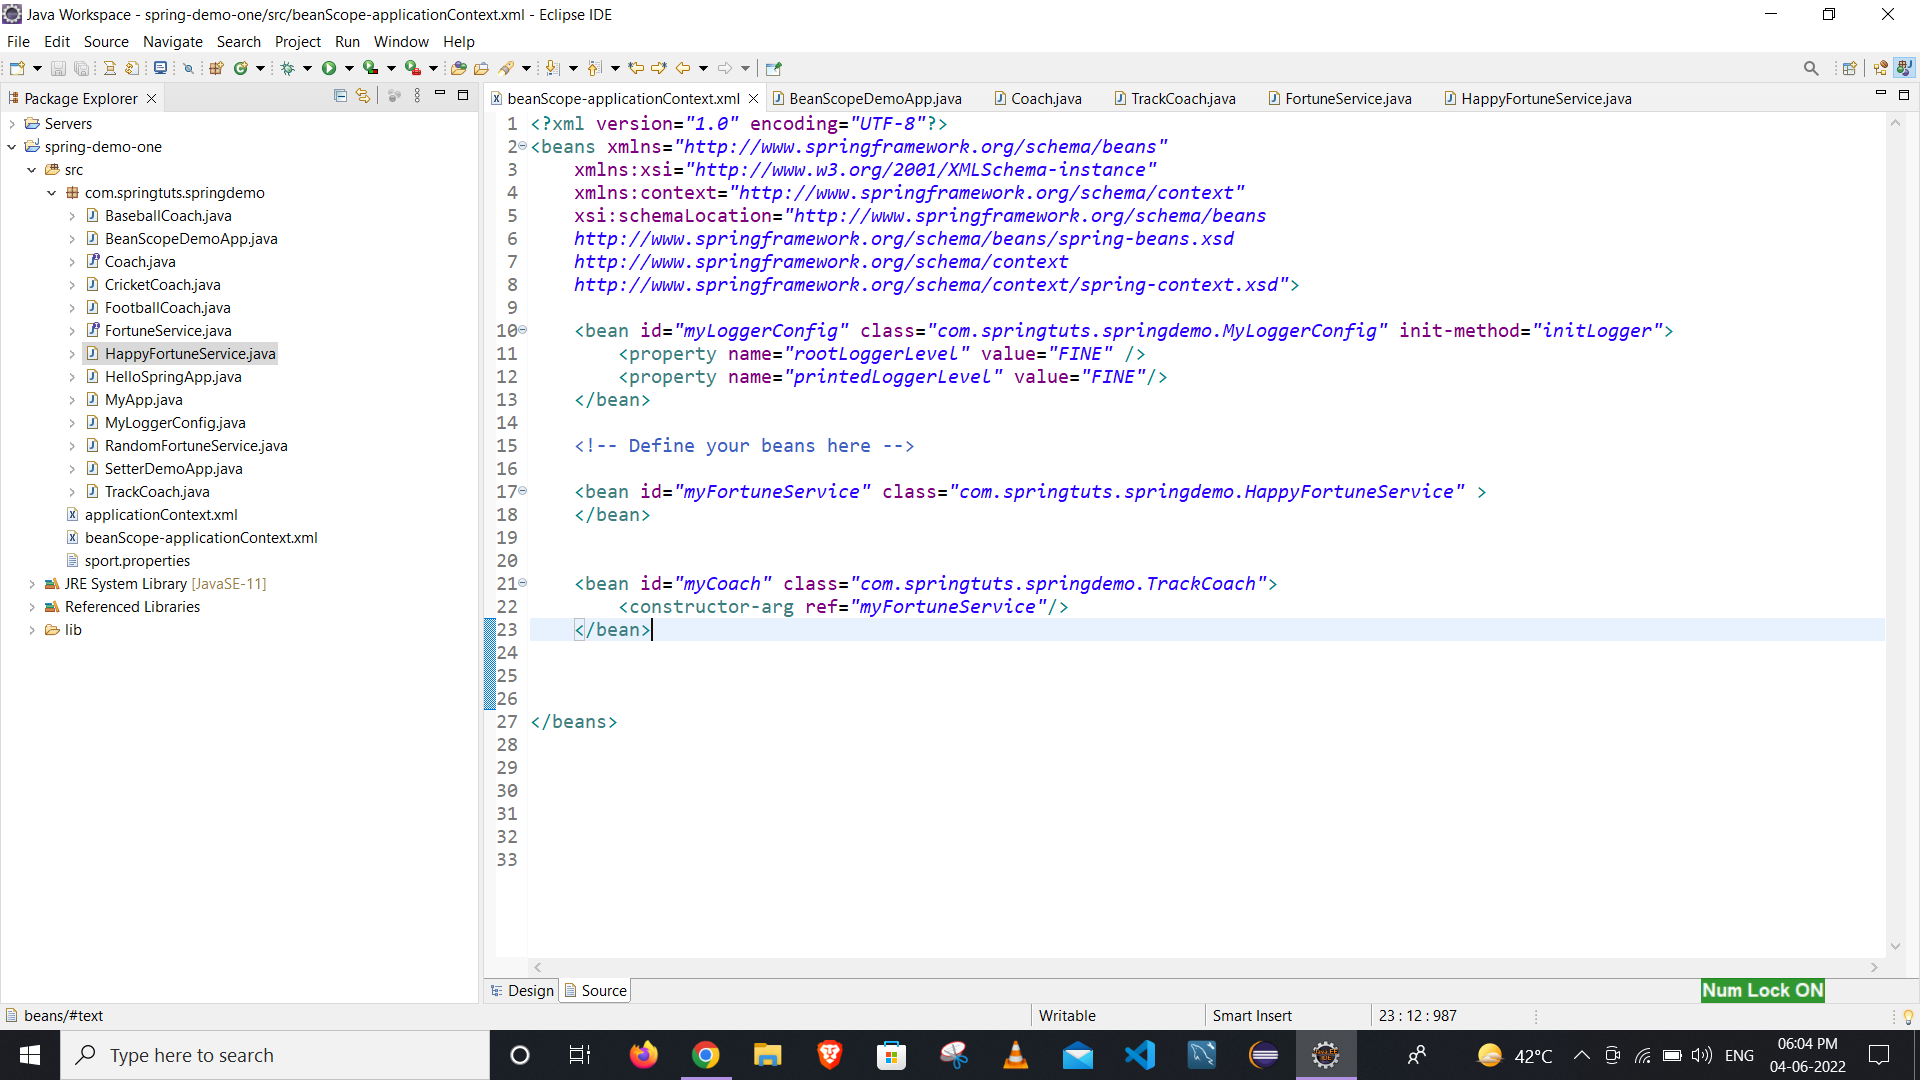 Java Workspace - spring-demo-one/src/beanScope-applicationContext.xml - Eclipse IDE
File Edit Source Navigate Search Project Run Window Help
Package Explorer
Servers
spring-demo-one
src
com.springtuts.springdemo
BaseballCoach.java
BeanScopeDemoApp.java
Coach.java
CricketCoach.java
FootballCoach.java
FortuneService.java
HappyFortuneService.java
HelloSpringApp.java
MyApp.java
MyLoggerConfig.java
RandomFortuneService.java
SetterDemoApp.java
TrackCoach.java
applicationContext.xml
beanScope-applicationContext.xml
sport.properties
JRE System Library [JavaSE-11]
Referenced Libraries
lib
beanScope-applicationContext.xml BeanScopeDemoApp.java Coach.java TrackCoach.java FortuneService.java HappyFortuneService.java
1 <?xml version="1.0" encoding="UTF-8"?>
2 <beans xmlns="http://www.springframework.org/schema/beans"
3 xmlns:xsi="http://www.w3.org/2001/XMLSchema-instance"
4 xmlns:context="http://www.springframework.org/schema/context"
5 xsi:schemaLocation="http://www.springframework.org/schema/beans
6 http://www.springframework.org/schema/beans/spring-beans.xsd
7 http://www.springframework.org/schema/context
8 http://www.springframework.org/schema/context/spring-context.xsd">
9
10 <bean id="myLoggerConfig" class="com.springtuts.springdemo.MyLoggerConfig" init-method="initLogger">
11 <property name="rootLoggerLevel" value="FINE" />
12 <property name="printedLoggerLevel" value="FINE"/>
13 </bean>
14
15 <!-- Define your beans here -->
16
17 <bean id="myFortuneService" class="com.springtuts.springdemo.HappyFortuneService" >
18 </bean>
19
20
21 <bean id="myCoach" class="com.springtuts.springdemo.TrackCoach">
22 <constructor-arg ref="myFortuneService"/>
23 </bean>
24
25
26
27 </beans>
28
29
30
31
32
33
Design Source
Num Lock ON
beans/#text Writable Smart Insert 23 : 12 : 987
Type here to search
42°C ENG
06:04 PM
04-06-2022